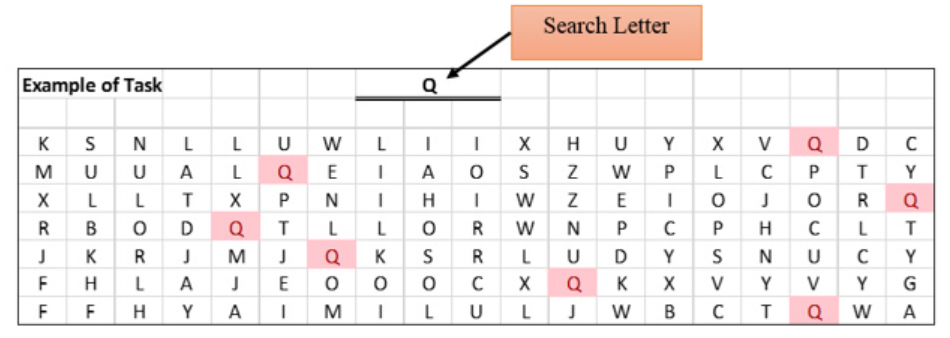 Search Letter
Example of Task Q
K S N L L U W L I I X H U Y X V Q D C
M U U A L Q E I A O S Z W P L C P T Y
X L L T X P N I H I W Z E I O J O R Q
R B O D Q T L L O R W N P C P H C L T
J K R J M J Q K S R L U D Y S N U C Y
F H L A J E O O O C X Q K X V Y V Y G
F F H Y A I M I L U L J W B C T Q W A